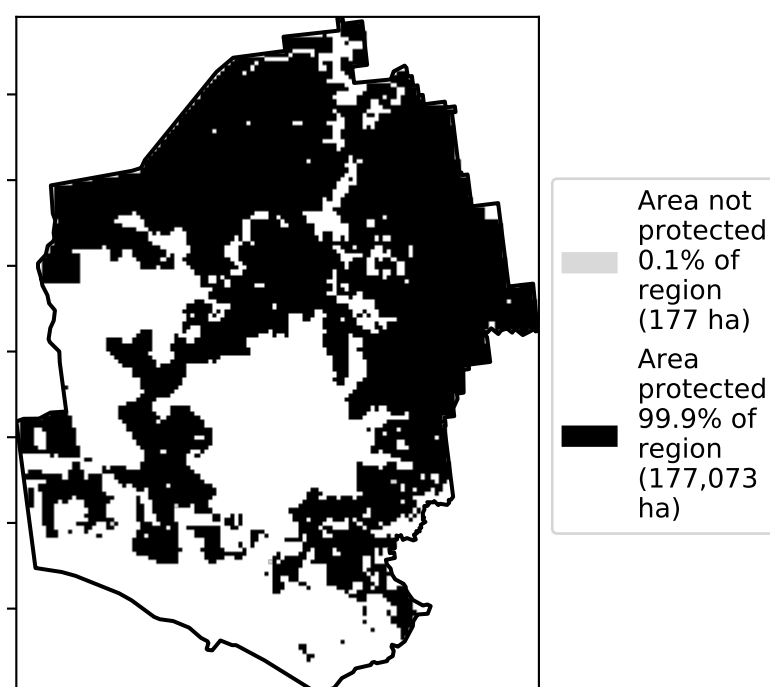 Area not
protected
0.1% of
region
(177 ha)
Area
protected
99.9% of
region
(177,073
ha)